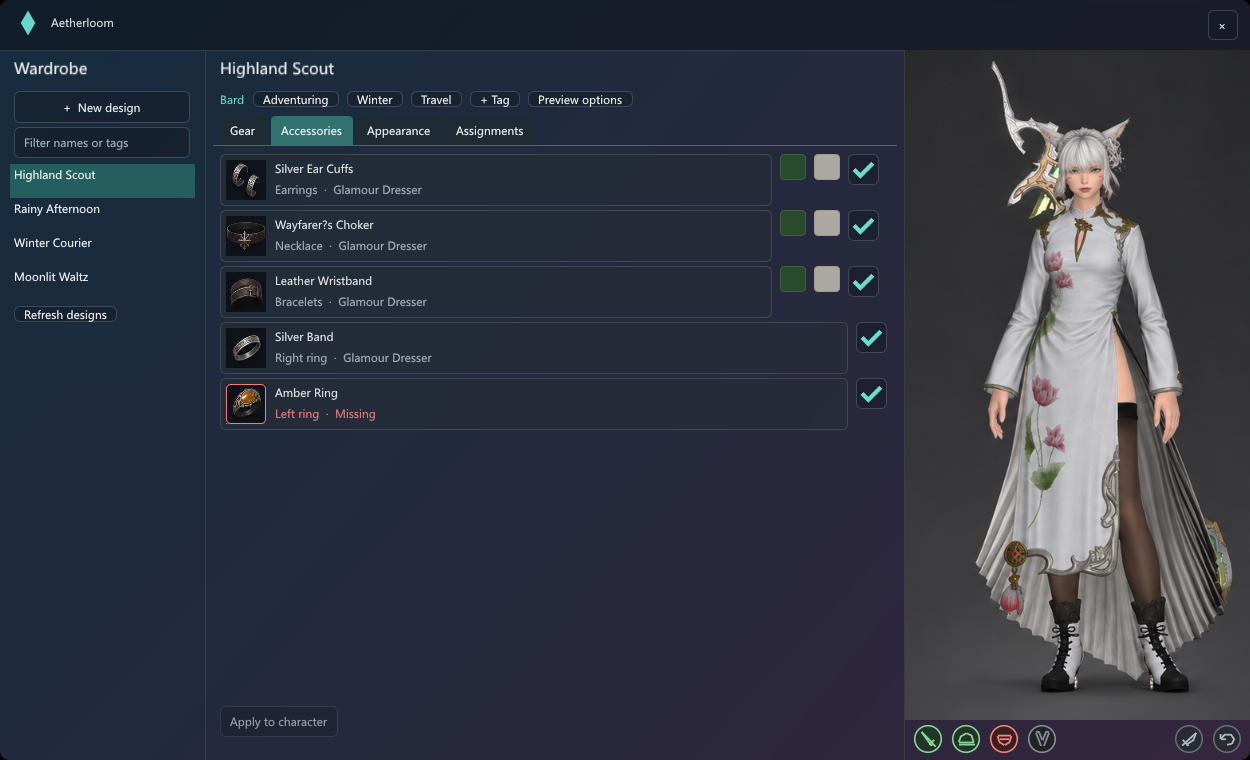 Aetherloom
×
Wardrobe
+ New design
Filter names or tags
Highland Scout
Rainy Afternoon
Winter Courier
Moonlit Waltz
Refresh designs
Highland Scout
Bard Adventuring Winter Travel + Tag Preview options
Gear Accessories Appearance Assignments
Silver Ear Cuffs
Earrings · Glamour Dresser
Wayfarer?s Choker
Necklace · Glamour Dresser
Leather Wristband
Bracelets · Glamour Dresser
Silver Band
Right ring · Glamour Dresser
Amber Ring
Left ring · Missing
Apply to character